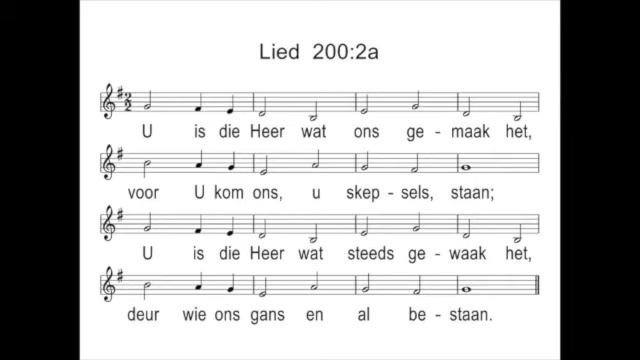 Lied 200:2a
U is die Heer wat ons ge - maak het,
voor U kom ons, u skep - sels, staan;
U is die Heer wat steeds ge - waak het,
deur wie ons gans en al be - staan.